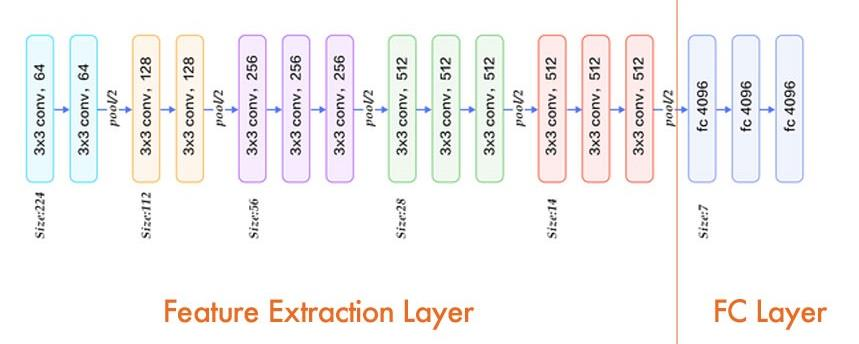 3x3 conv, 64
3x3 conv, 64
pool/2
3x3 conv, 128
3x3 conv, 128
pool/2
3x3 conv, 256
3x3 conv, 256
3x3 conv, 256
pool/2
3x3 conv, 512
3x3 conv, 512
3x3 conv, 512
pool/2
3x3 conv, 512
3x3 conv, 512
3x3 conv, 512
pool/2
fc 4096
fc 4096
fc 4096
Size:224
Size:112
Size:56
Size:28
Size:14
Size:7
Feature Extraction Layer
FC Layer